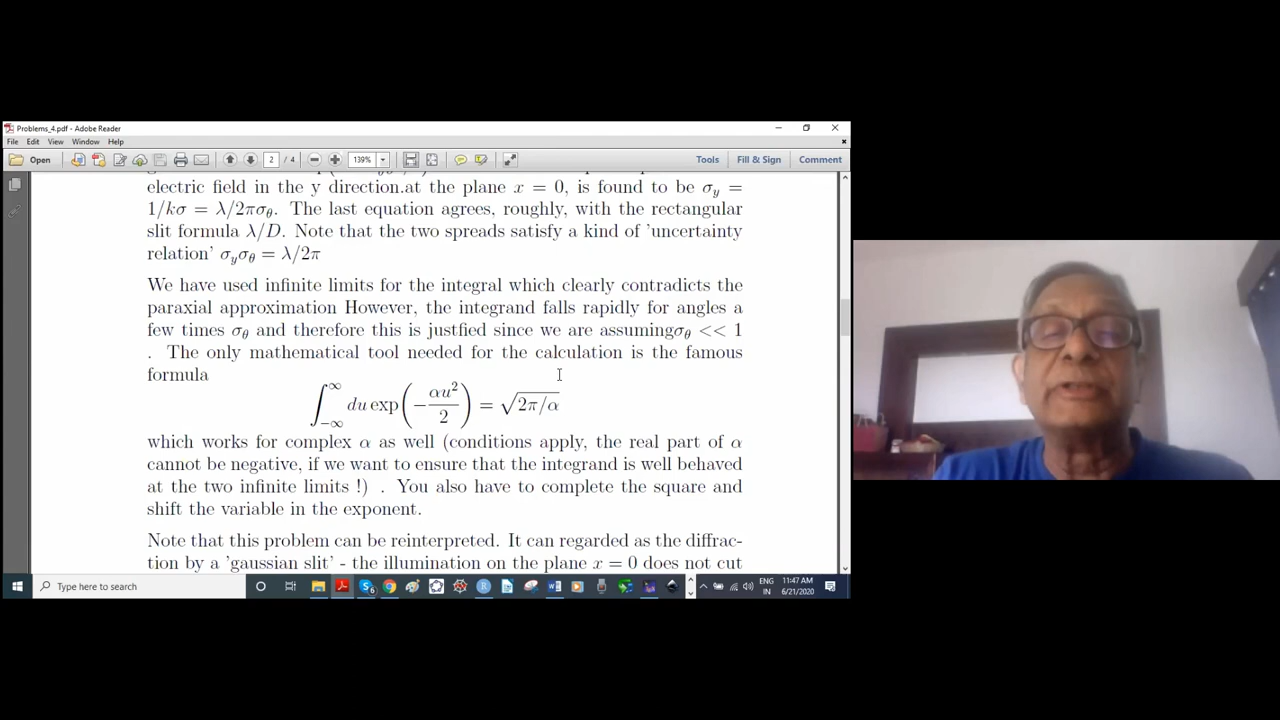 Problems_4.pdf - Adobe Reader
File Edit View Window Help
Open 2 / 4 139% Tools Fill & Sign Comment
electric field in the y direction.at the plane x = 0, is found to be σ_y =
1/kσ = λ/2πσ_θ. The last equation agrees, roughly, with the rectangular
slit formula λ/D. Note that the two spreads satisfy a kind of 'uncertainty
relation' σ_yσ_θ = λ/2π
We have used infinite limits for the integral which clearly contradicts the
paraxial approximation However, the integrand falls rapidly for angles a
few times σ_θ and therefore this is justfied since we are assumingσ_θ << 1
. The only mathematical tool needed for the calculation is the famous
formula
∫_{-∞}^{∞} du exp(−αu²/2) = √2π/α
which works for complex α as well (conditions apply, the real part of α
cannot be negative, if we want to ensure that the integrand is well behaved
at the two infinite limits !) . You also have to complete the square and
shift the variable in the exponent.
Note that this problem can be reinterpreted. It can regarded as the diffrac-
tion by a 'gaussian slit' - the illumination on the plane x = 0 does not cut
Type here to search
ENG 11:47 AM
IN 6/21/2020